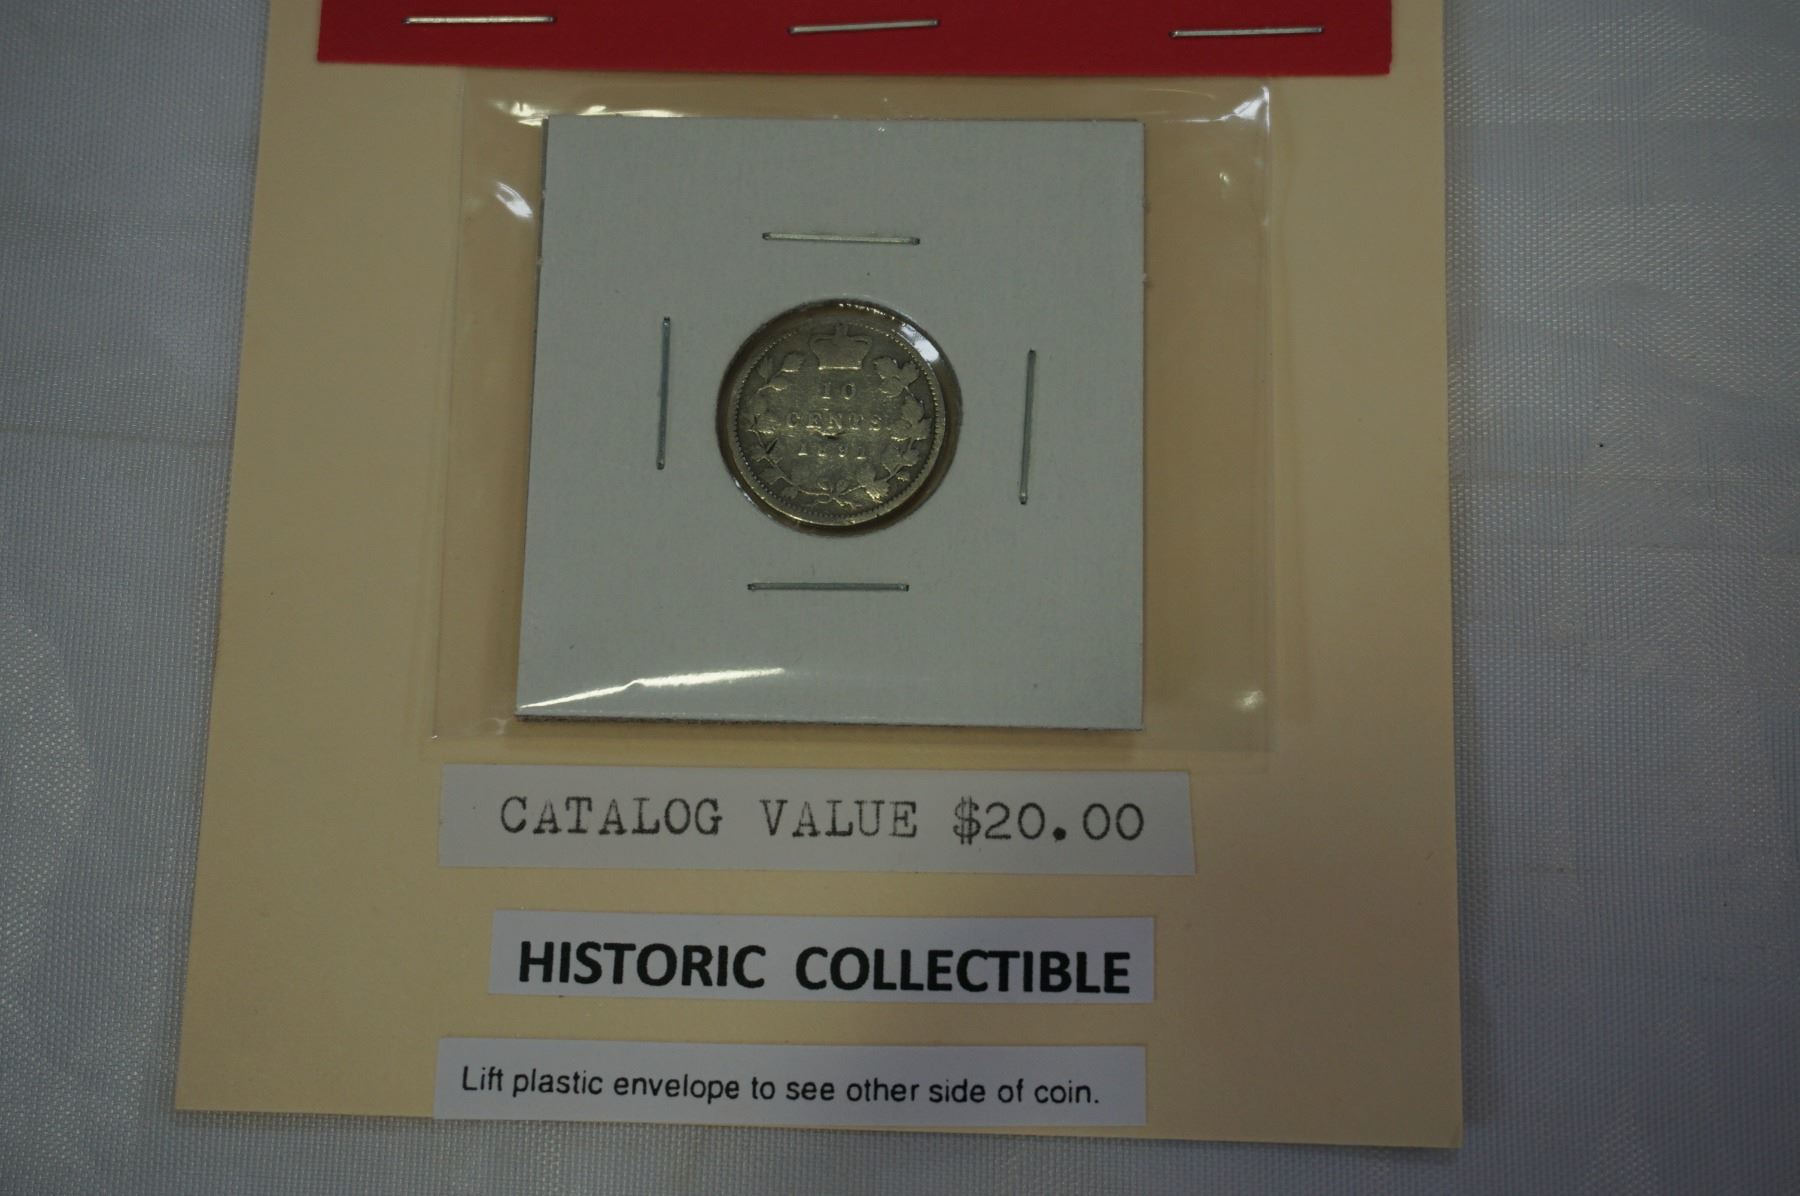 10
CENTS
CATALOG VALUE $20.00
HISTORIC COLLECTIBLE
Lift plastic envelope to see other side of coin.